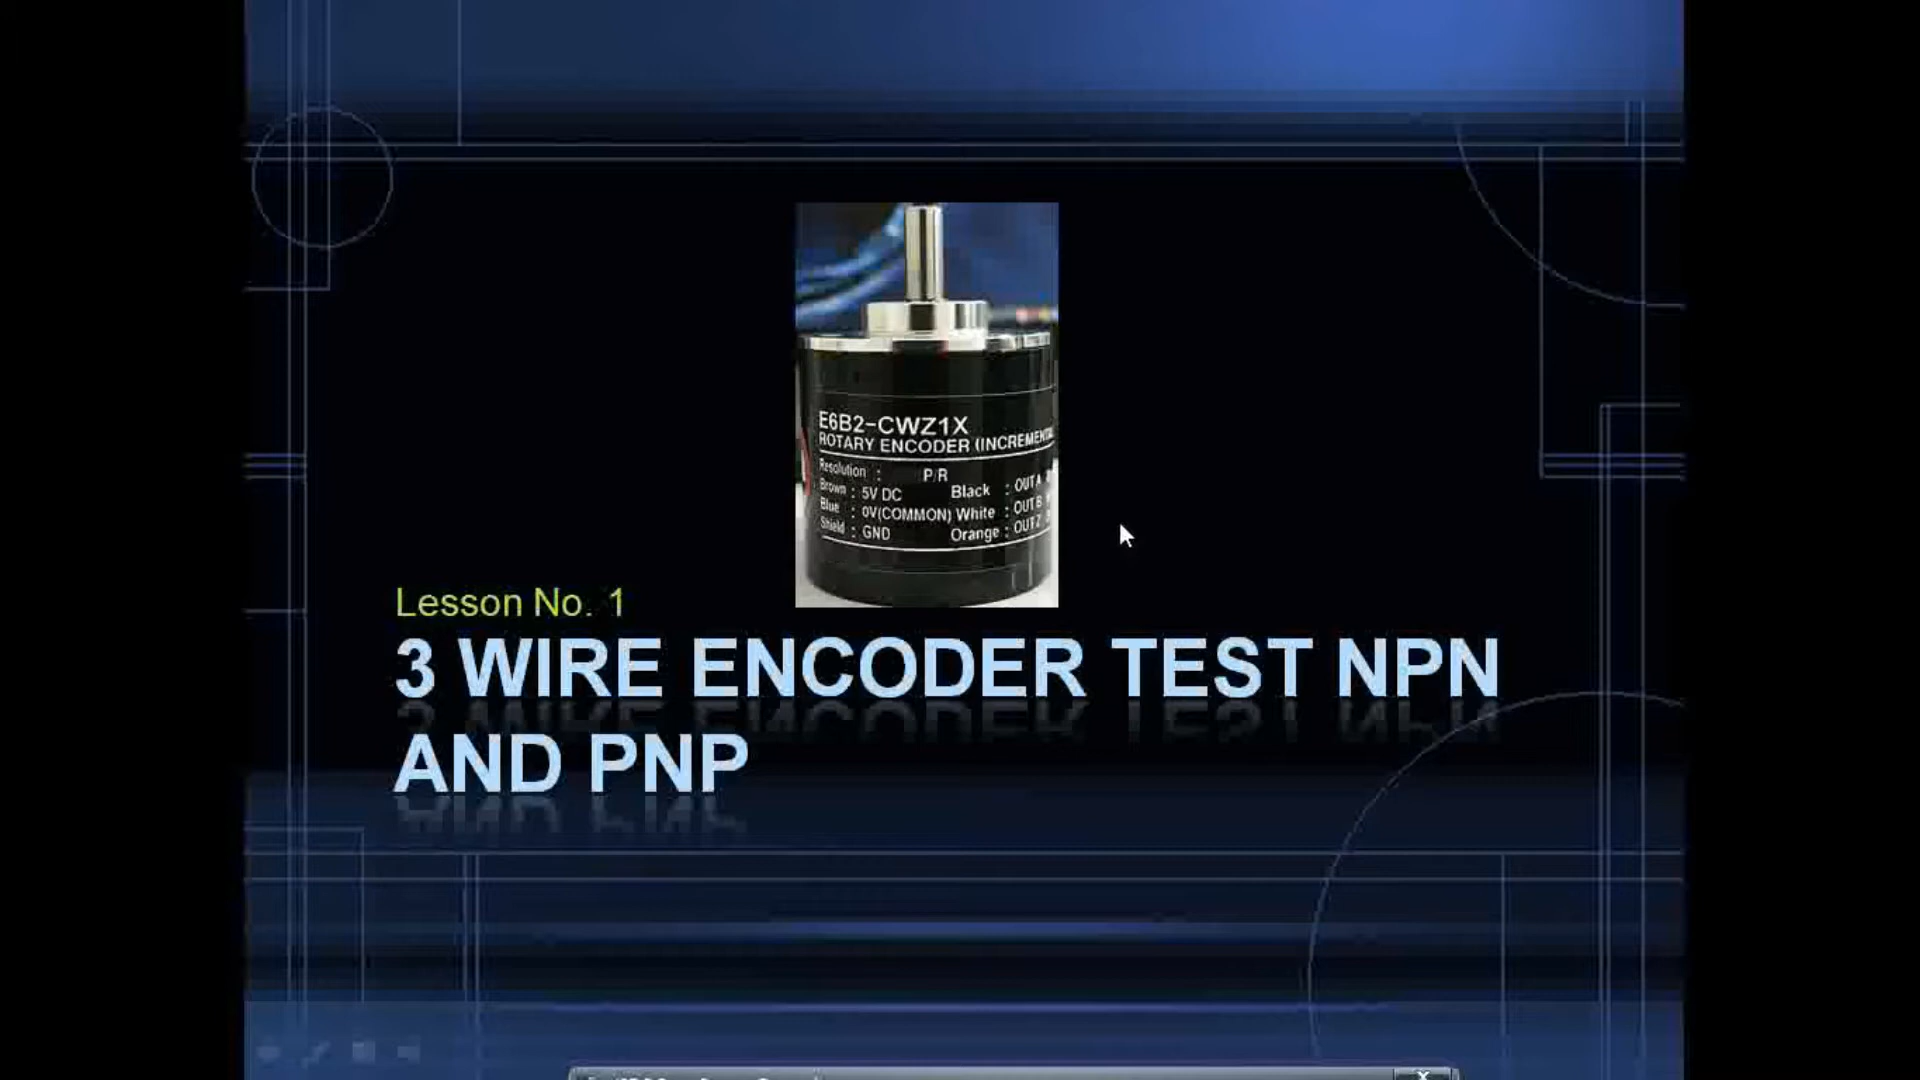 E6B2-CWZ1X
ROTARY ENCODER (INCREMENTAL
Resolution : P/R
Brown : 5V DC Black : OUT A
Blue : 0V(COMMON) White : OUT B
Shield : GND Orange : OUT Z
Lesson No. 1
3 WIRE ENCODER TEST NPN
AND PNP